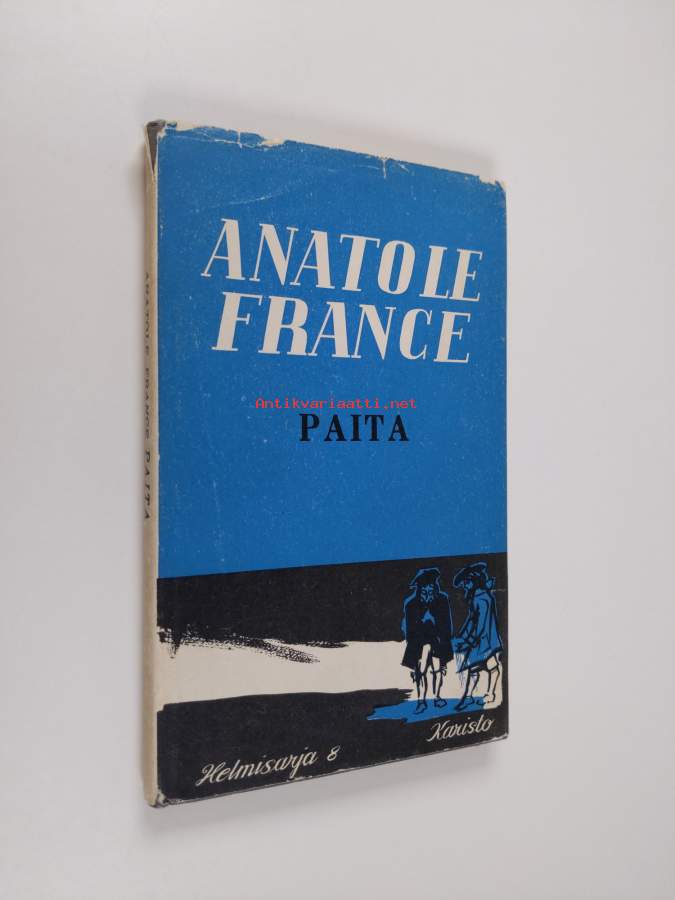 ANATOLE
FRANCE
Antikvariaatti.net
PAITA
Helmisarja 8
Karisto
ANATOLE FRANCE PAITA